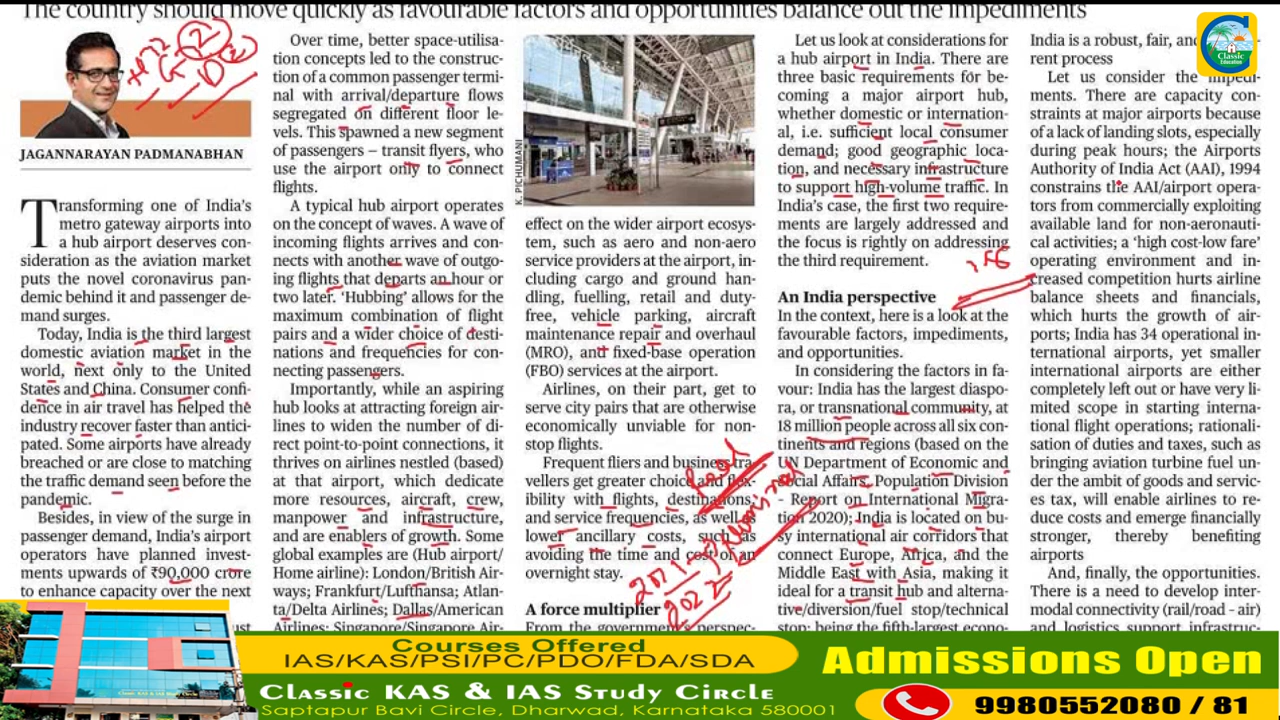 The country should move quickly as favourable factors and opportunities balance out the impediments
JAGANNARAYAN PADMANABHAN
Transforming one of India's
metro gateway airports into
a hub airport deserves con-
sideration as the aviation market
puts the novel coronavirus pan-
demic behind it and passenger de-
mand surges.
Today, India is the third largest
domestic aviation market in the
world, next only to the United
States and China. Consumer confi-
dence in air travel has helped the
industry recover faster than antici-
pated. Some airports have already
breached or are close to matching
the traffic demand seen before the
pandemic.
Besides, in view of the surge in
passenger demand, India's airport
operators have planned invest-
ments upwards of ₹90,000 crore
to enhance capacity over the next
Over time, better space-utilisa-
tion concepts led to the construc-
tion of a common passenger termi-
nal with arrival/departure flows
segregated on different floor le-
vels. This spawned a new segment
of passengers – transit flyers, who
use the airport only to connect
flights.
A typical hub airport operates
on the concept of waves. A wave of
incoming flights arrives and con-
nects with another wave of outgo-
ing flights that departs an hour or
two later. 'Hubbing' allows for the
maximum combination of flight
pairs and a wider choice of desti-
nations and frequencies for con-
necting passengers.
Importantly, while an aspiring
hub looks at attracting foreign air-
lines to widen the number of di-
rect point-to-point connections, it
thrives on airlines nestled (based)
at that airport, which dedicate
more resources, aircraft, crew,
manpower and infrastructure,
and are enablers of growth. Some
global examples are (Hub airport/
Home airline): London/British Air-
ways; Frankfurt/Lufthansa; Atlan-
ta/Delta Airlines; Dallas/American
Airlines; Singapore/Singapore Air-
K. PICHUMANI
effect on the wider airport ecosys-
tem, such as aero and non-aero
service providers at the airport, in-
cluding cargo and ground han-
dling, fuelling, retail and duty-
free, vehicle parking, aircraft
maintenance repair and overhaul
(MRO), and fixed-base operation
(FBO) services at the airport.
Airlines, on their part, get to
serve city pairs that are otherwise
economically unviable for non-
stop flights.
Frequent fliers and business tra-
vellers get greater choice and flex-
ibility with flights, destinations,
and service frequencies, as well as
lower ancillary costs, such as
avoiding the time and cost of an
overnight stay.
A force multiplier
From the government's perspec-
Let us look at considerations for
a hub airport in India. There are
three basic requirements for be-
coming a major airport hub,
whether domestic or internation-
al, i.e. sufficient local consumer
demand; good geographic loca-
tion, and necessary infrastructure
to support high-volume traffic. In
India's case, the first two require-
ments are largely addressed and
the focus is rightly on addressing
the third requirement.
An India perspective
In the context, here is a look at the
favourable factors, impediments,
and opportunities.
In considering the factors in fa-
vour: India has the largest diaspo-
ra, or transnational community, at
18 million people across all six con-
tinents and regions (based on the
UN Department of Economic and
Social Affairs, Population Division
- Report on International Migra-
tion 2020); India is located on bu-
sy international air corridors that
connect Europe, Africa, and the
Middle East with Asia, making it
ideal for a transit hub and alterna-
tive/diversion/fuel stop/technical
stop; being the fifth-largest econo-
India is a robust, fair, and
rent process
Let us consider the impedi-
ments. There are capacity con-
straints at major airports because
of a lack of landing slots, especially
during peak hours; the Airports
Authority of India Act (AAI), 1994
constrains the AAI/airport opera-
tors from commercially exploiting
available land for non-aeronauti-
cal activities; a 'high cost-low fare'
operating environment and in-
creased competition hurts airline
balance sheets and financials,
which hurts the growth of air-
ports; India has 34 operational in-
ternational airports, yet smaller
international airports are either
completely left out or have very li-
mited scope in starting interna-
tional flight operations; rationali-
sation of duties and taxes, such as
bringing aviation turbine fuel un-
der the ambit of goods and servic-
es tax, will enable airlines to re-
duce costs and emerge financially
stronger, thereby benefiting
airports
And, finally, the opportunities.
There is a need to develop inter-
modal connectivity (rail/road – air)
and logistics support infrastruc-
Classic
Education
2021
2022
Courses Offered
IAS/KAS/PSI/PC/PDO/FDA/SDA
Classic KAS & IAS Study Circle
Saptapur Bavi Circle, Dharwad, Karnataka 580001
Admissions Open
9980552080 / 81